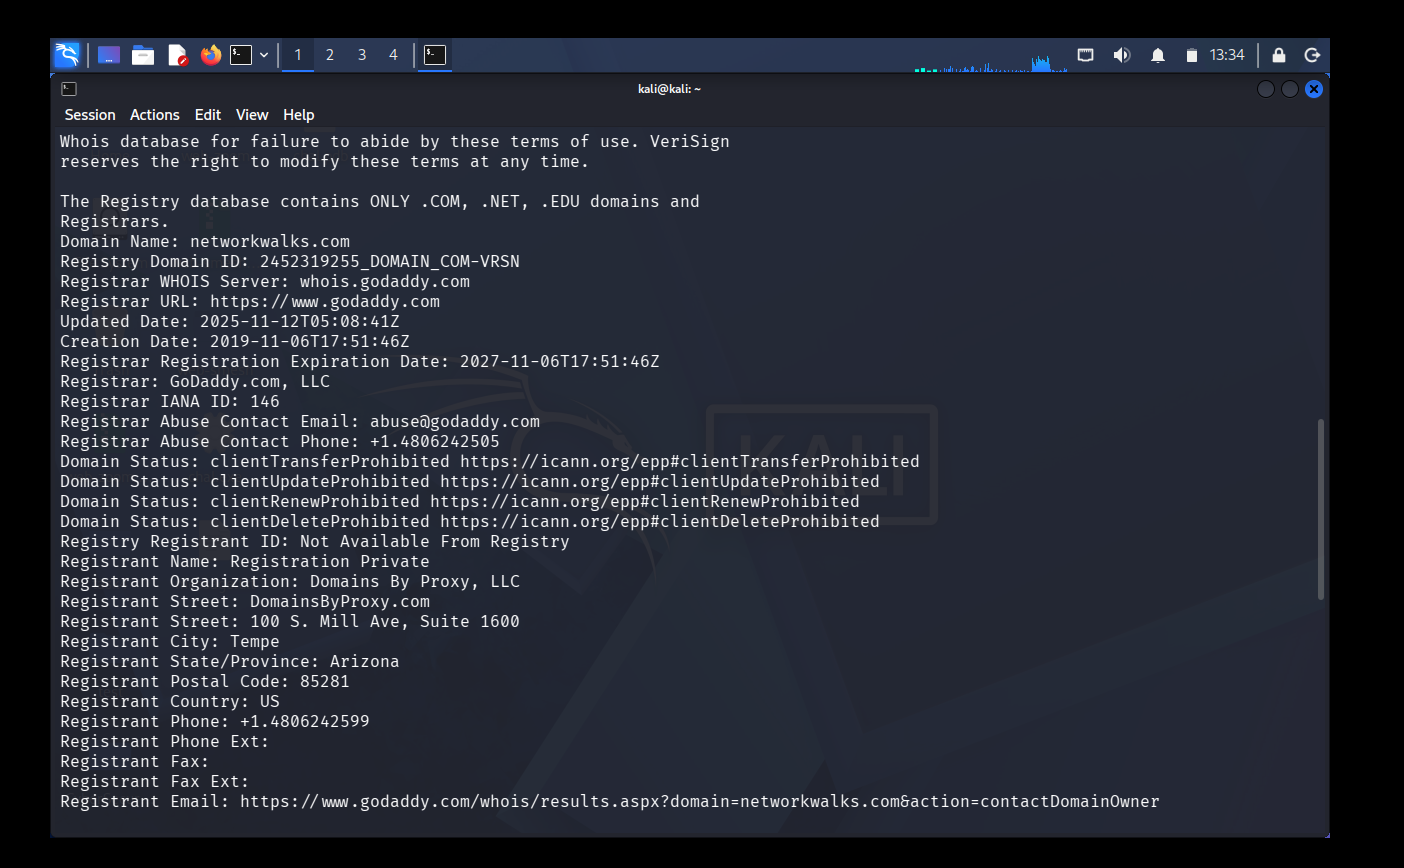 1 2 3 4 13:34
kali@kali: ~
Session Actions Edit View Help
Whois database for failure to abide by these terms of use. VeriSign
reserves the right to modify these terms at any time.
The Registry database contains ONLY .COM, .NET, .EDU domains and
Registrars.
Domain Name: networkwalks.com
Registry Domain ID: 2452319255_DOMAIN_COM-VRSN
Registrar WHOIS Server: whois.godaddy.com
Registrar URL: https://www.godaddy.com
Updated Date: 2025-11-12T05:08:41Z
Creation Date: 2019-11-06T17:51:46Z
Registrar Registration Expiration Date: 2027-11-06T17:51:46Z
Registrar: GoDaddy.com, LLC
Registrar IANA ID: 146
Registrar Abuse Contact Email: abuse@godaddy.com
Registrar Abuse Contact Phone: +1.4806242505
Domain Status: clientTransferProhibited https://icann.org/epp#clientTransferProhibited
Domain Status: clientUpdateProhibited https://icann.org/epp#clientUpdateProhibited
Domain Status: clientRenewProhibited https://icann.org/epp#clientRenewProhibited
Domain Status: clientDeleteProhibited https://icann.org/epp#clientDeleteProhibited
Registry Registrant ID: Not Available From Registry
Registrant Name: Registration Private
Registrant Organization: Domains By Proxy, LLC
Registrant Street: DomainsByProxy.com
Registrant Street: 100 S. Mill Ave, Suite 1600
Registrant City: Tempe
Registrant State/Province: Arizona
Registrant Postal Code: 85281
Registrant Country: US
Registrant Phone: +1.4806242599
Registrant Phone Ext:
Registrant Fax:
Registrant Fax Ext:
Registrant Email: https://www.godaddy.com/whois/results.aspx?domain=networkwalks.com&action=contactDomainOwner
KALI